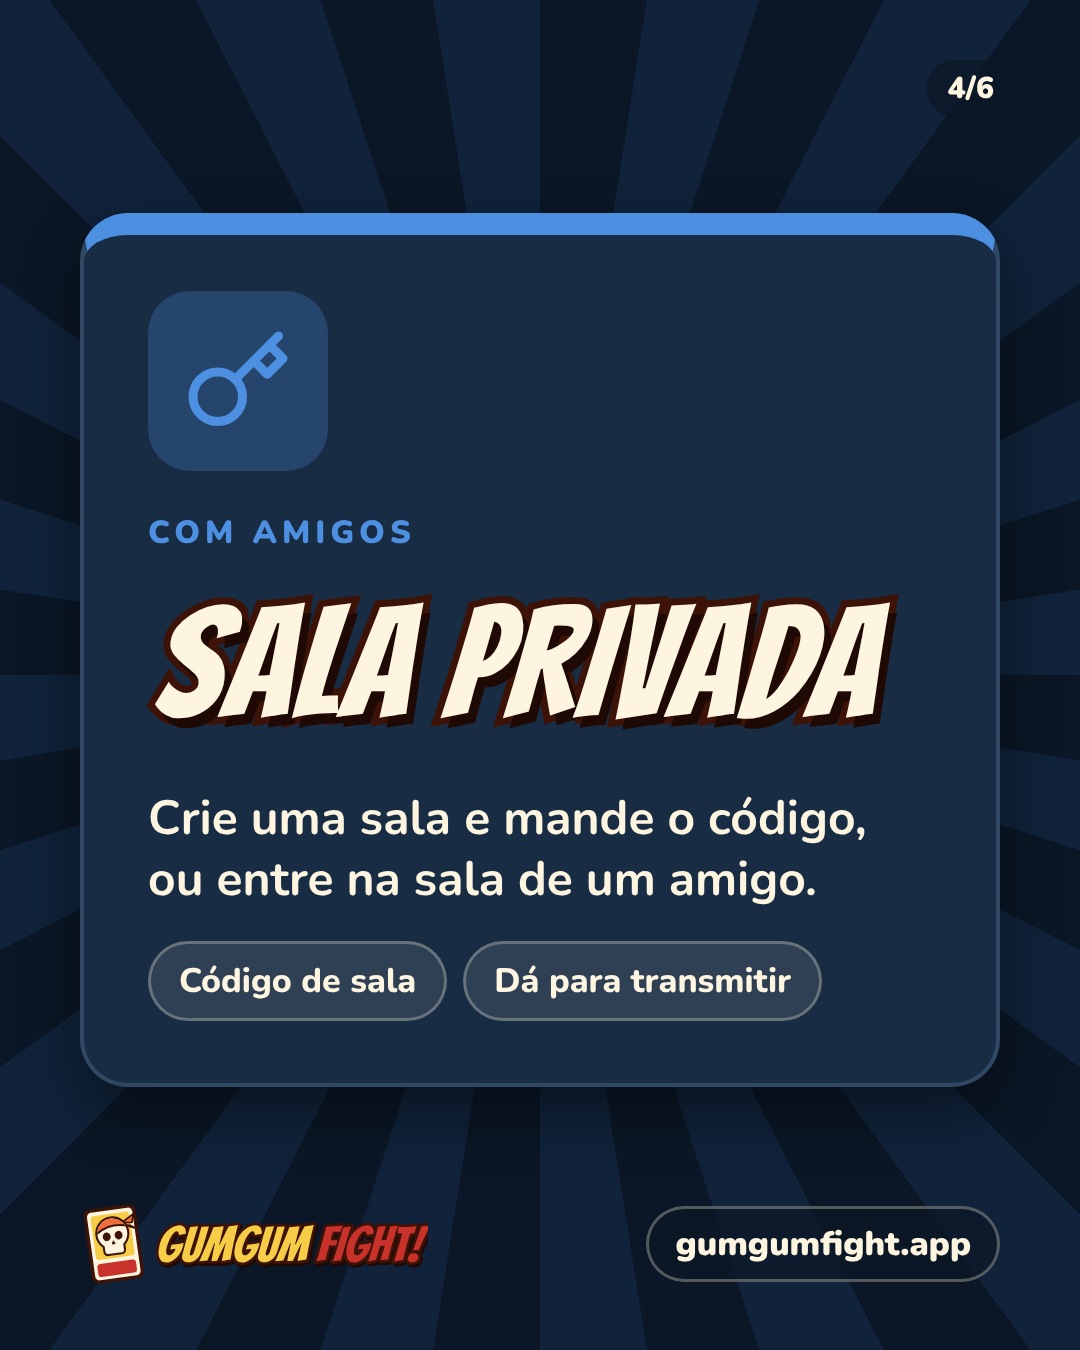 4/6
COM AMIGOS
SALA PRIVADA
Crie uma sala e mande o código,
ou entre na sala de um amigo.
Código de sala
Dá para transmitir
GUMGUM FIGHT!
gumgumfight.app